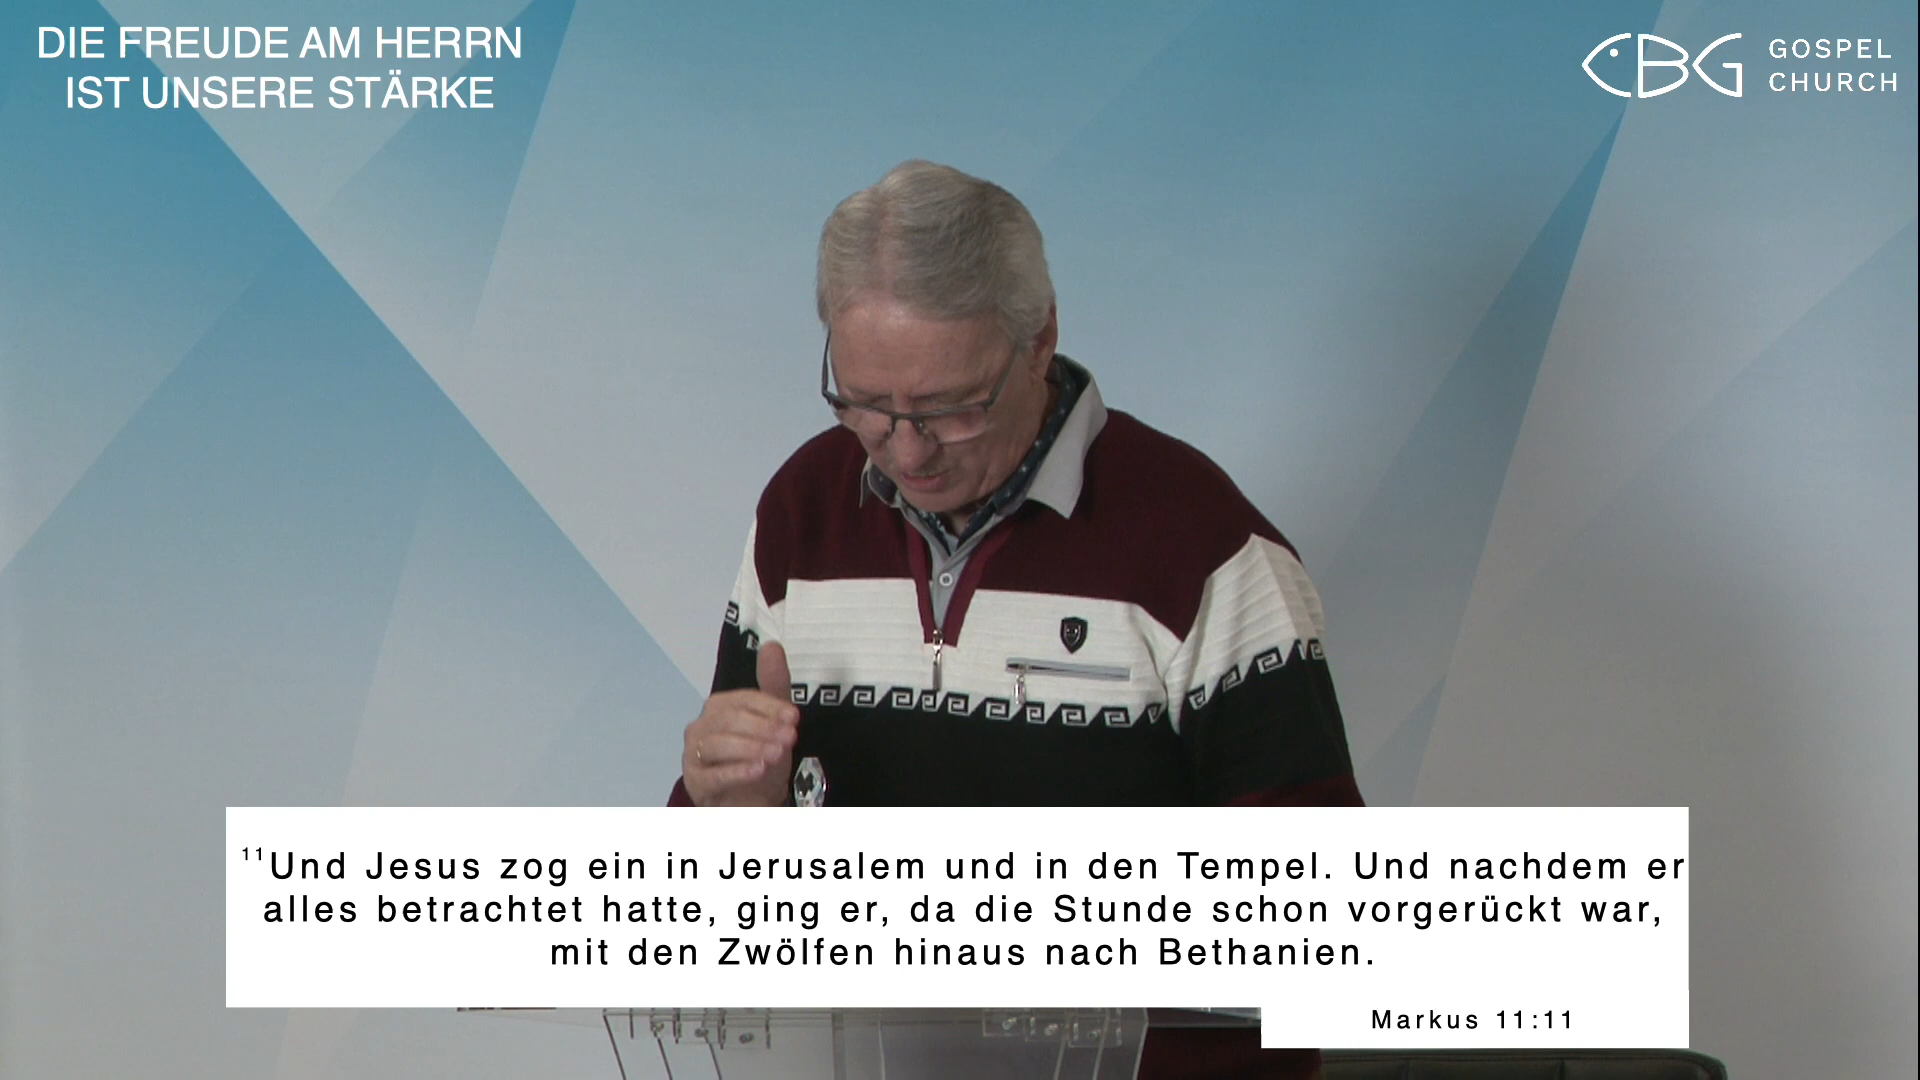 DIE FREUDE AM HERRN
IST UNSERE STÄRKE
CBG GOSPEL
CHURCH
11Und Jesus zog ein in Jerusalem und in den Tempel. Und nachdem er
alles betrachtet hatte, ging er, da die Stunde schon vorgerückt war,
mit den Zwölfen hinaus nach Bethanien.
Markus 11:11